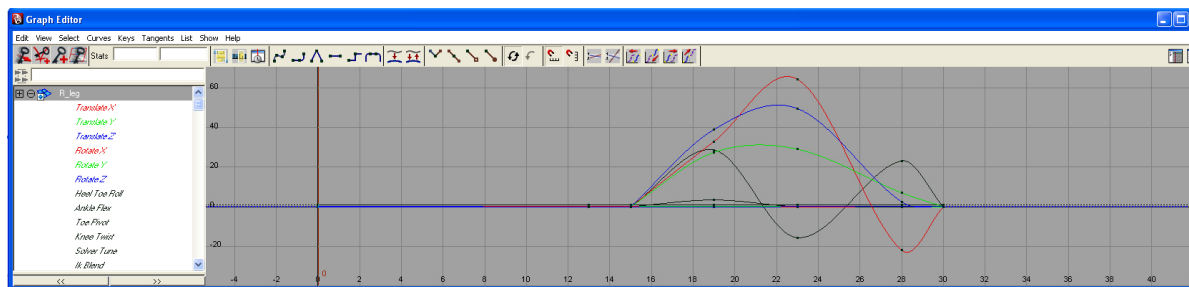 Graph Editor
Edit View Select Curves Keys Tangents List Show Help
Stats
R_leg
Translate X
Translate Y
Translate Z
Rotate X
Rotate Y
Rotate Z
Heel Toe Roll
Ankle Flex
Toe Pivot
Knee Twist
Solver Tune
Ik Blend
<< >>
60
40
20
0
-20
0
-4 -2 0 2 4 6 8 10 12 14 16 18 20 22 24 26 28 30 32 34 36 38 40